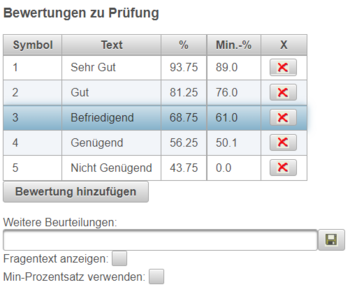 Bewertungen zu Prüfung
Symbol Text % Min.-% X
1 Sehr Gut 93.75 89.0
2 Gut 81.25 76.0
3 Befriedigend 68.75 61.0
4 Genügend 56.25 50.1
5 Nicht Genügend 43.75 0.0
Bewertung hinzufügen
Weitere Beurteilungen:
Fragentext anzeigen:
Min-Prozentsatz verwenden: